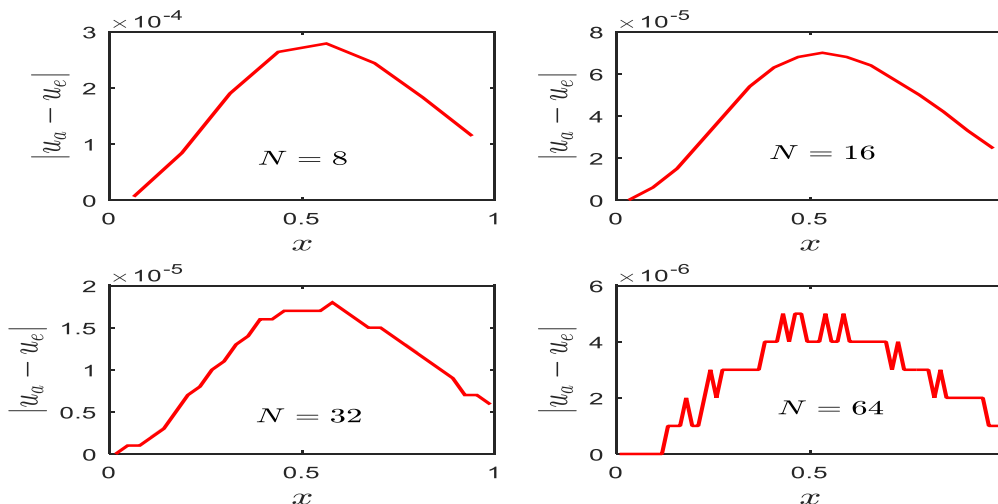 ×10⁻⁴
3
2
1
0
|u_a − u_e|
N = 8
0
0.5
1
x
×10⁻⁵
8
6
4
2
0
|u_a − u_e|
N = 16
0
0.5
x
×10⁻⁵
2
1.5
1
0.5
0
|u_a − u_e|
N = 32
0
0.5
1
x
×10⁻⁶
6
4
2
0
|u_a − u_e|
N = 64
0
0.5
x